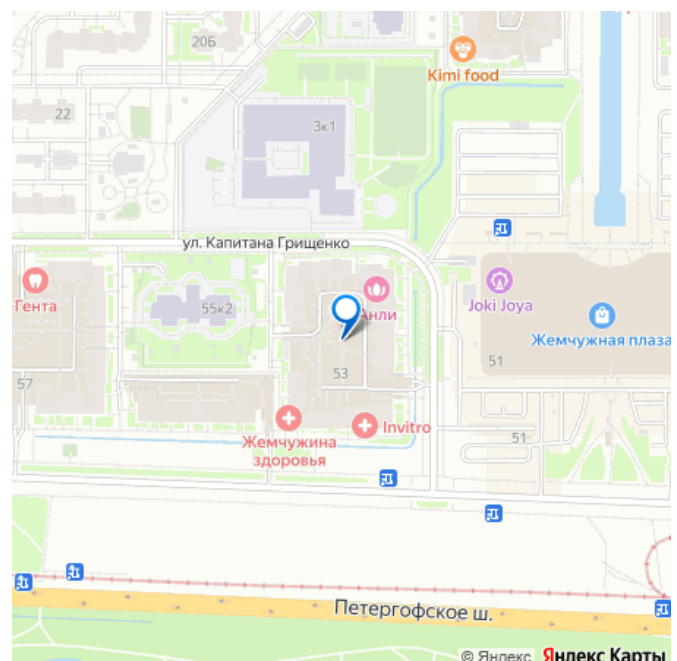 20Б
Kimi food
22
3к1
ул. Капитана Грищенко
Гента
55к2
Анли
Joki Joya
Жемчужная плаза
51
57
53
Жемчужина
здоровья
Invitro
51
Петергофское ш.
© Яндекс Яндекс Карты